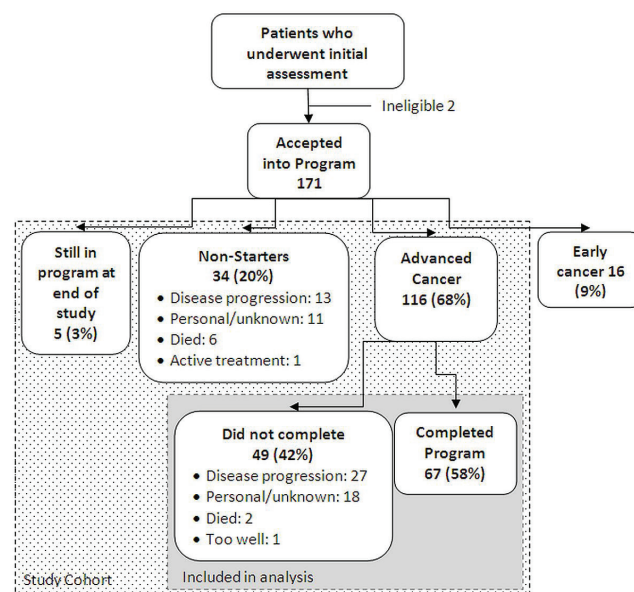 Patients who
underwent initial
assessment
Ineligible 2
Accepted
into Program
171
Still in
program at
end of
study
5 (3%)
Non-Starters
34 (20%)
• Disease progression: 13
• Personal/unknown: 11
• Died: 6
• Active treatment: 1
Advanced
Cancer
116 (68%)
Early
cancer 16
(9%)
Did not complete
49 (42%)
• Disease progression: 27
• Personal/unknown: 18
• Died: 2
• Too well: 1
Completed
Program
67 (58%)
Study Cohort
Included in analysis